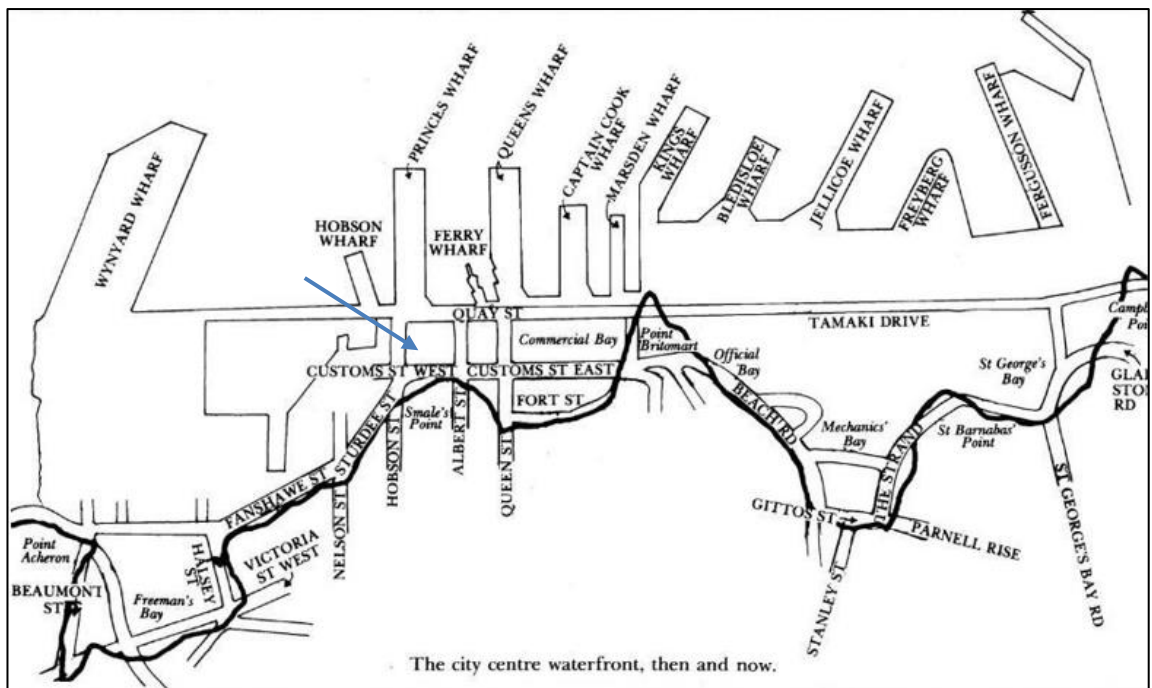 WYNYARD WHARF
PRINCES WHARF
QUEENS WHARF
CAPTAIN COOK
WHARF
MARSDEN WHARF
KINGS
WHARF
BLEDISLOE
WHARF
JELLICOE WHARF
FREYBERG
WHARF
FERGUSSON WHARF
HOBSON
WHARF
FERRY
WHARF
QUAY ST
TAMAKI DRIVE
Commercial Bay
Point
Britomart
Official
Bay
CUSTOMS ST WEST
CUSTOMS ST EAST
FORT ST
Smale's
Point
STURDEE ST
HOBSON ST
ALBERT ST
QUEEN ST
FANSHAWE ST
NELSON ST
VICTORIA
ST WEST
HALSEY
ST
Point
Acheron
BEAUMONT
ST
Freeman's
Bay
BEACH RD
Mechanics'
Bay
THE STRAND
St Barnabas'
Point
St George's
Bay
Campb
Poi
GLAD
STO
RD
GITTOS ST
PARNELL RISE
STANLEY ST
ST GEORGE'S BAY RD
The city centre waterfront, then and now.